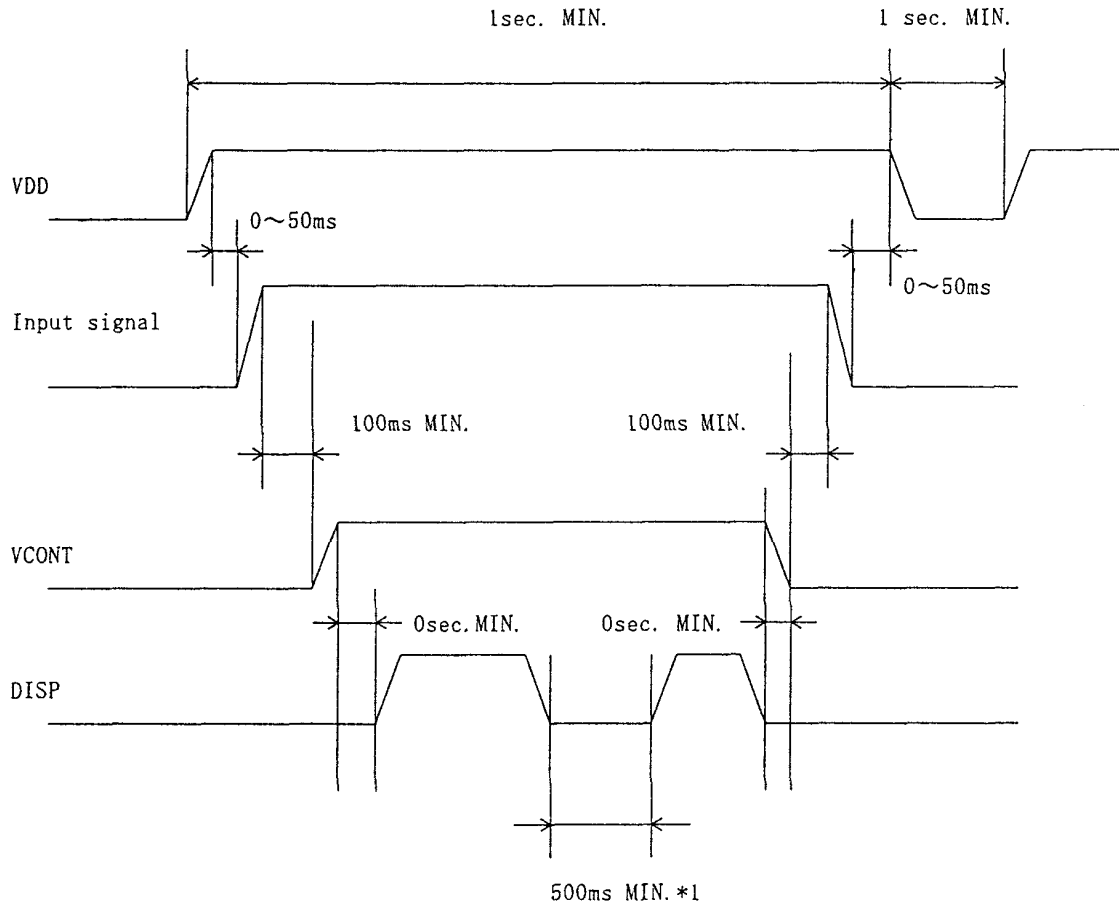 1sec. MIN.
1 sec. MIN.
VDD
0～50ms
0～50ms
Input signal
100ms MIN.
100ms MIN.
VCONT
0sec. MIN.
0sec. MIN.
DISP
500ms MIN. *1